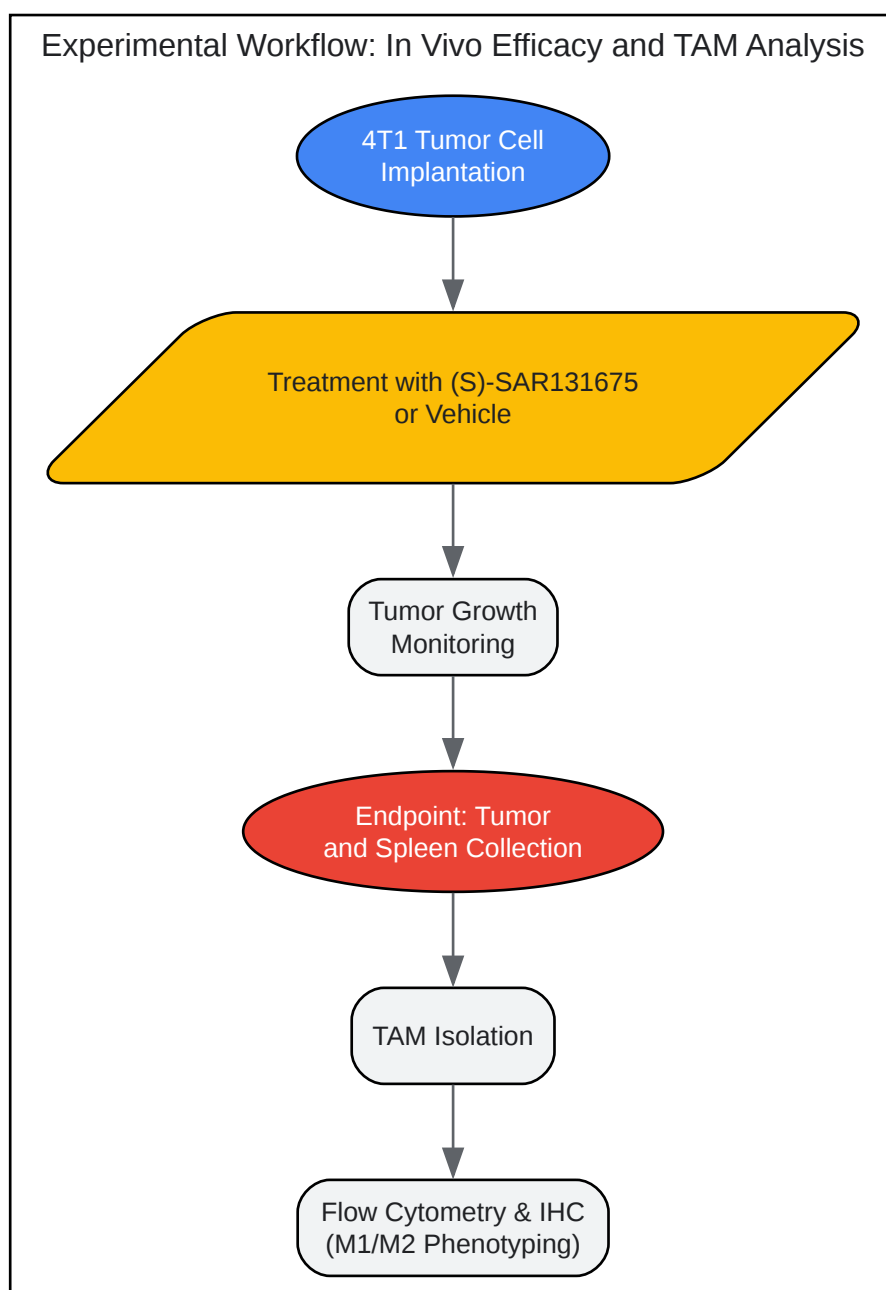 Experimental Workflow: In Vivo Efficacy and TAM Analysis
4T1 Tumor Cell
Implantation
Treatment with (S)-SAR131675
or Vehicle
Tumor Growth
Monitoring
Endpoint: Tumor
and Spleen Collection
TAM Isolation
Flow Cytometry & IHC
(M1/M2 Phenotyping)